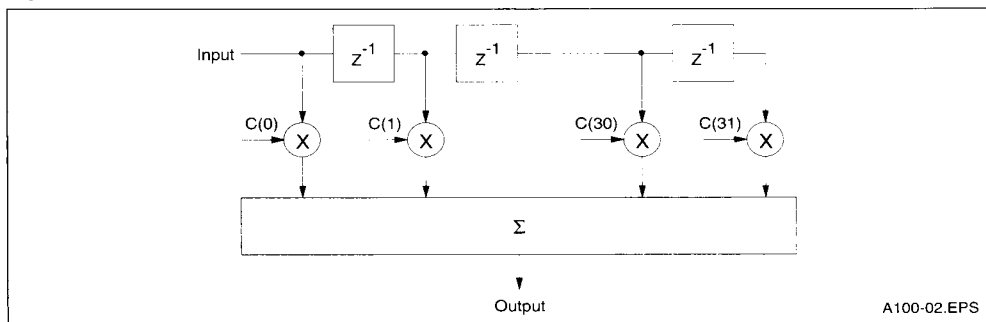 Input
z⁻¹
z⁻¹
z⁻¹
C(0)
X
C(1)
X
C(30)
X
C(31)
X
Σ
Output
A100-02.EPS